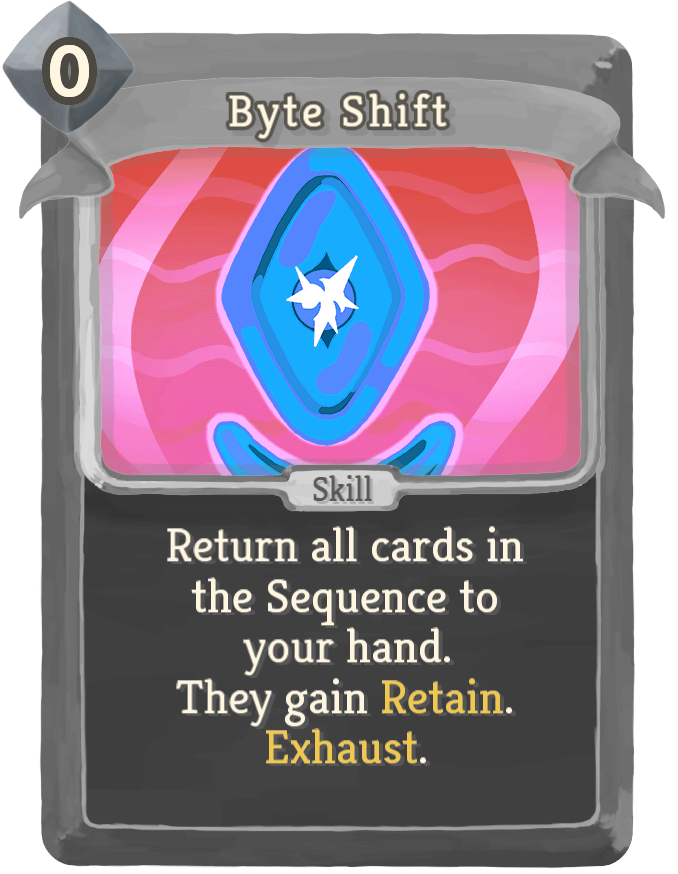 0
Byte Shift
Skill
Return all cards in
the Sequence to
your hand.
They gain Retain.
Exhaust.